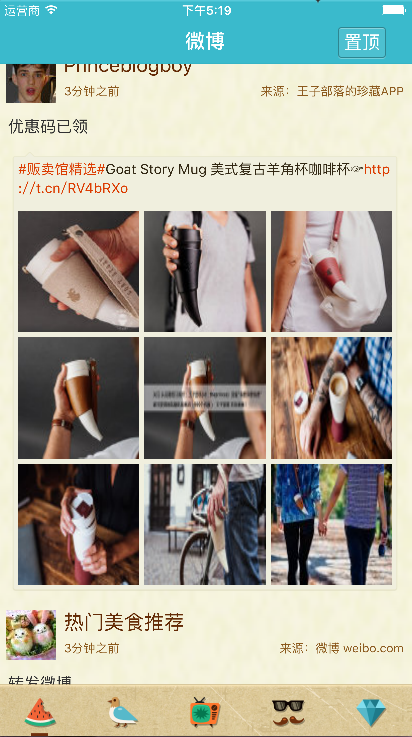 运营商 下午5:19
微博
置顶
Princeblogboy
3分钟之前 来源：王子部落的珍藏APP
优惠码已领
#贩卖馆精选#Goat Story Mug 美式复古羊角杯咖啡杯☞http
://t.cn/RV4bRXo
热门美食推荐
3分钟之前 来源：微博 weibo.com
转发微博